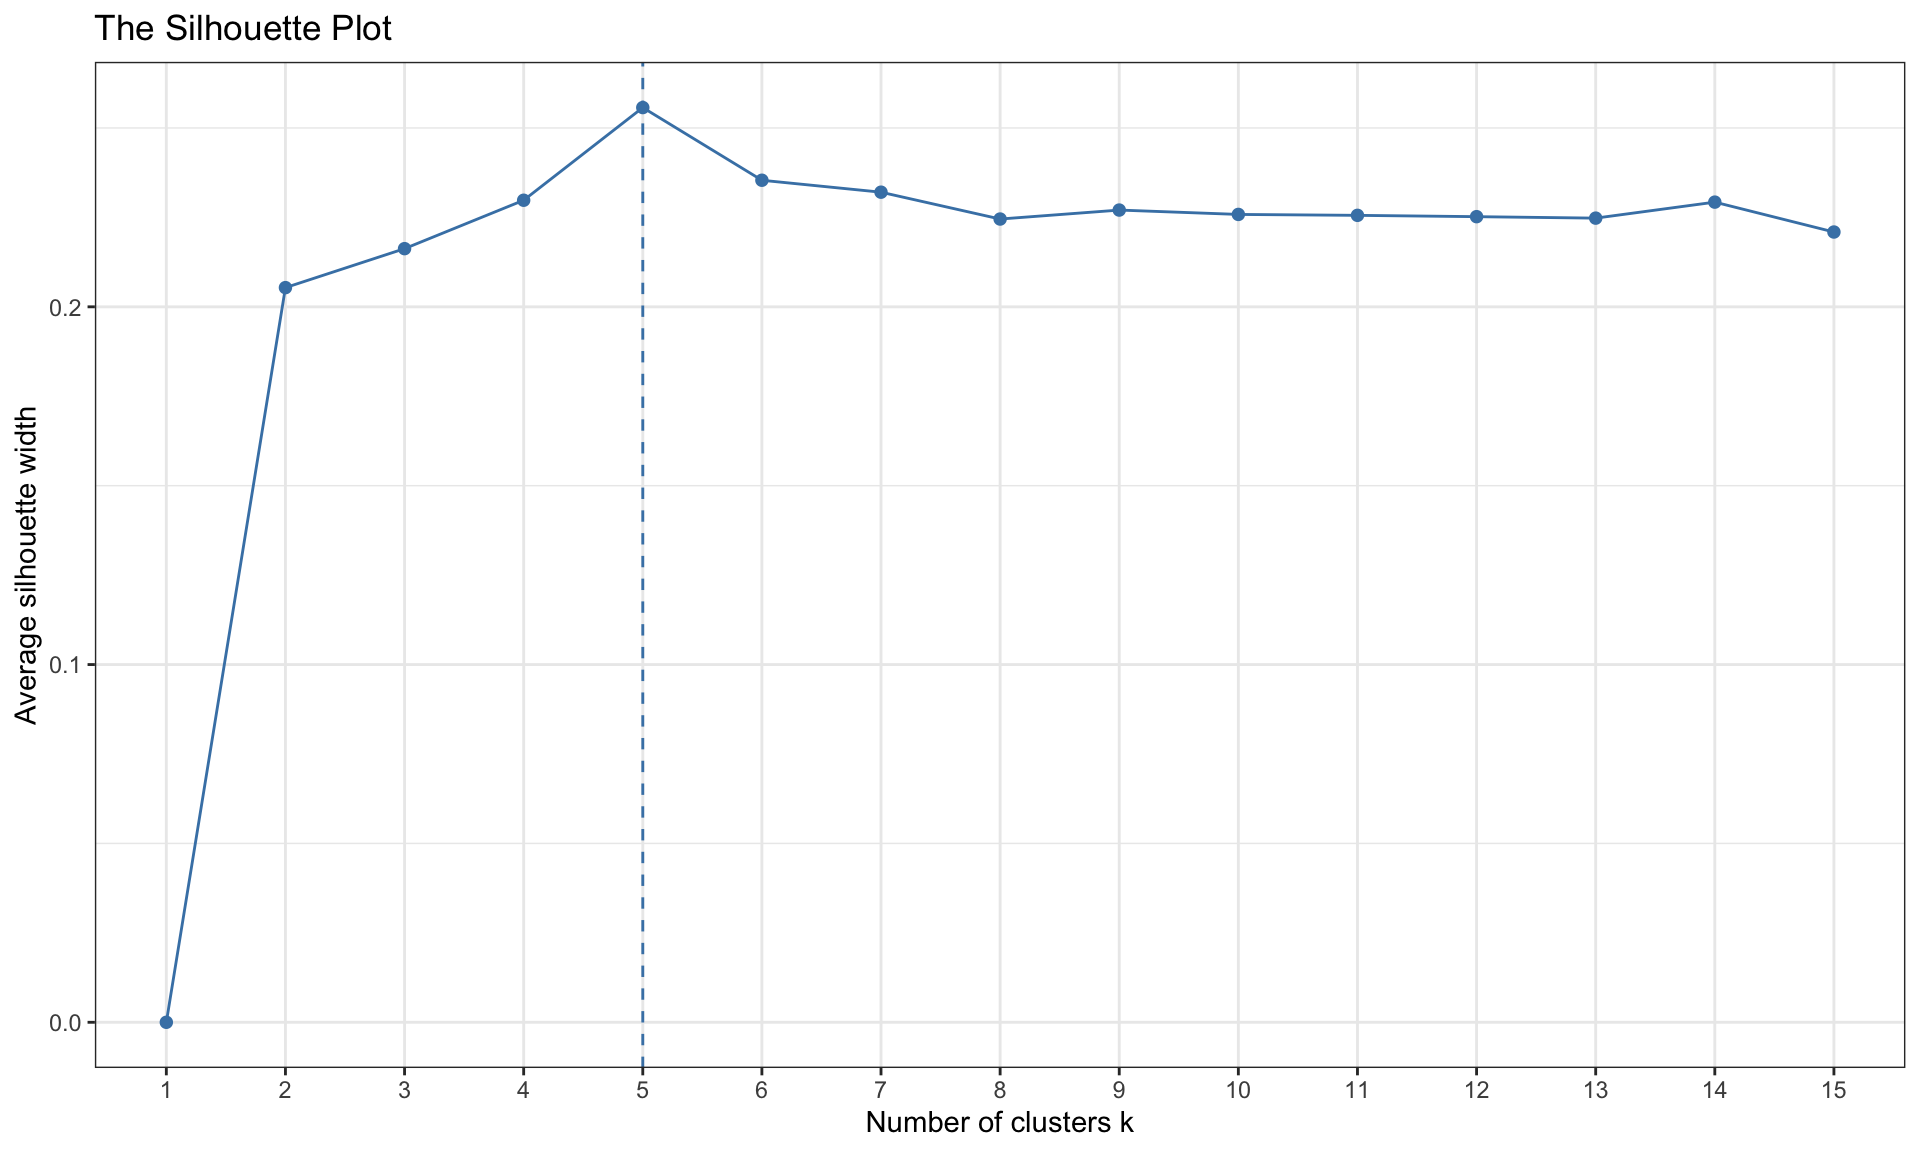 The Silhouette Plot
Average silhouette width
0.2
0.1
0.0
1 2 3 4 5 6 7 8 9 10 11 12 13 14 15
Number of clusters k